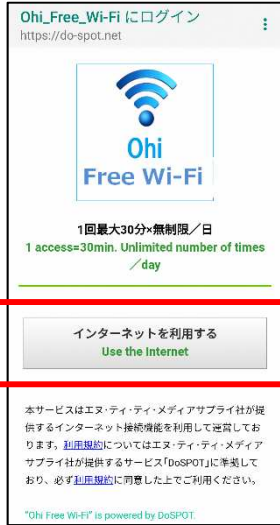 Ohi_Free_Wi-Fi にログイン
https://do-spot.net
Ohi
Free Wi-Fi
1回最大30分×無制限／日
1 access=30min. Unlimited number of times
／day
インターネットを利用する
Use the Internet
本サービスはエヌ・ティ・ティ・メディアサプライ社が提
供するインターネット接続機能を利用して運営してお
ります。利用規約についてはエヌ・ティ・ティ・メディア
サプライ社が提供するサービス「DoSPOT」に準拠して
おり、必ず利用規約に同意した上でご利用ください。
"Ohi Free Wi-Fi" is powered by DoSPOT.